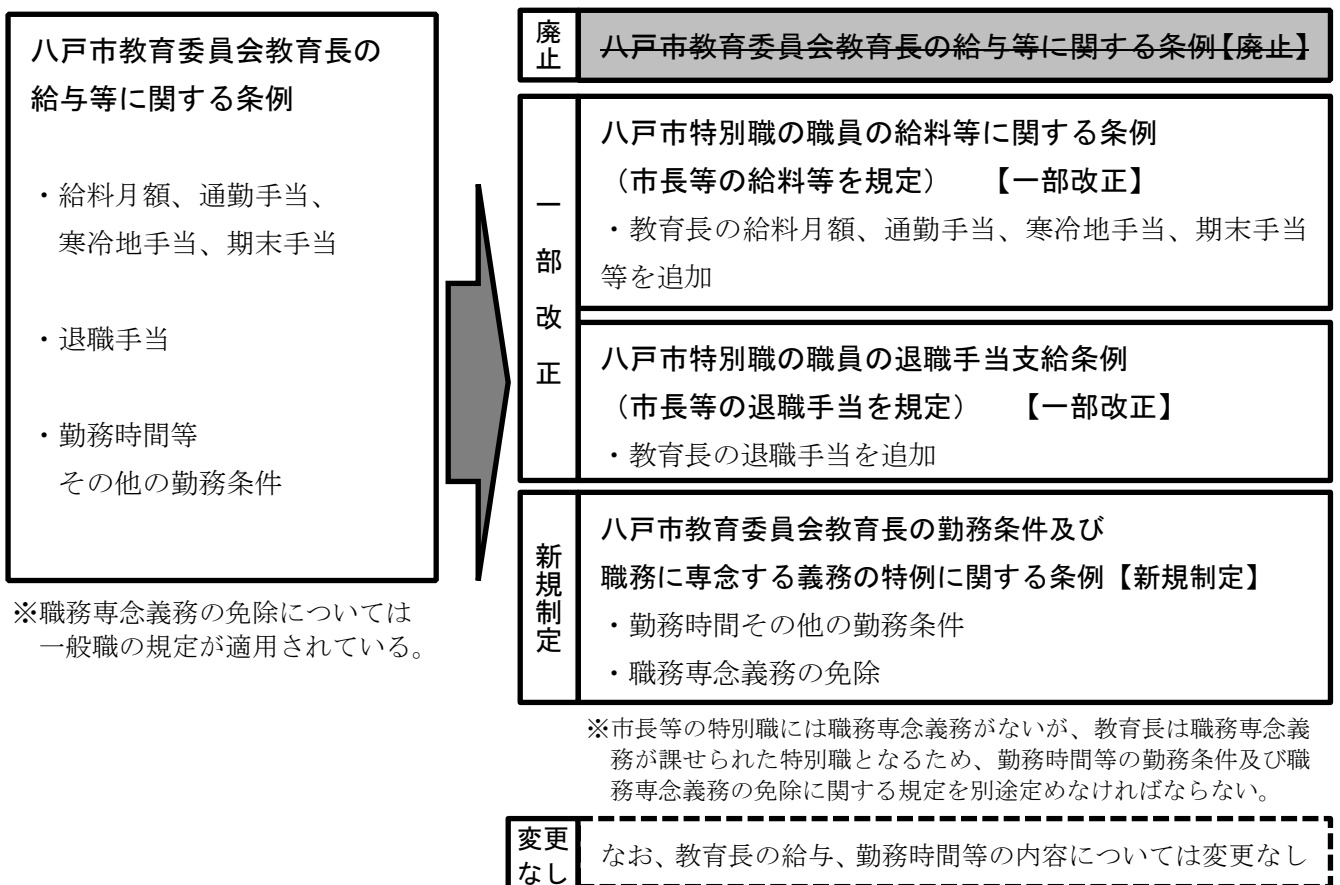 八戸市教育委員会教育長の
給与等に関する条例
・給料月額、通勤手当、
寒冷地手当、期末手当
・退職手当
・勤務時間等
その他の勤務条件
※職務専念義務の免除については
一般職の規定が適用されている。
廃止
八戸市教育委員会教育長の給与等に関する条例【廃止】
一部改正
八戸市特別職の職員の給料等に関する条例
（市長等の給料等を規定）　【一部改正】
・教育長の給料月額、通勤手当、寒冷地手当、期末手当
等を追加
八戸市特別職の職員の退職手当支給条例
（市長等の退職手当を規定）　【一部改正】
・教育長の退職手当を追加
新規制定
八戸市教育委員会教育長の勤務条件及び
職務に専念する義務の特例に関する条例【新規制定】
・勤務時間その他の勤務条件
・職務専念義務の免除
※市長等の特別職には職務専念義務がないが、教育長は職務専念義
務が課せられた特別職となるため、勤務時間等の勤務条件及び職
務専念義務の免除に関する規定を別途定めなければならない。
変更
なし
なお、教育長の給与、勤務時間等の内容については変更なし